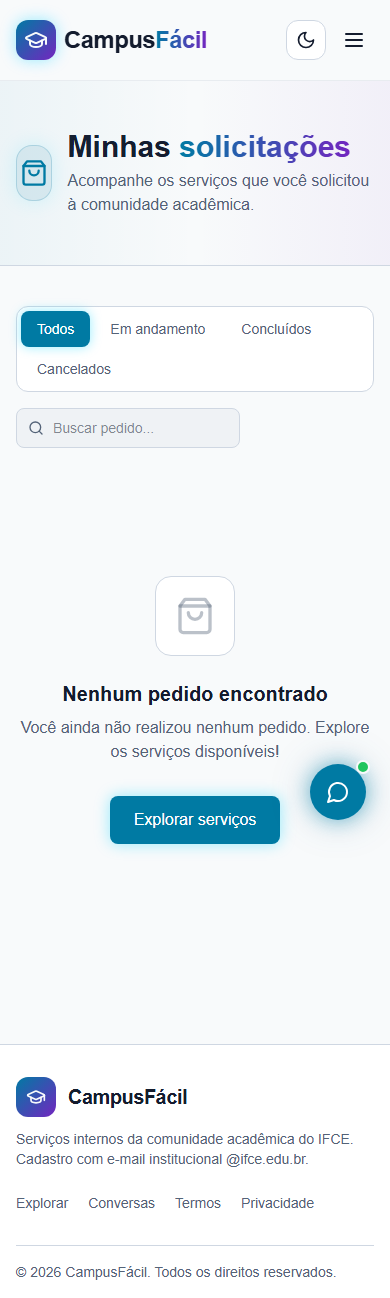 CampusFácil
Minhas solicitações
Acompanhe os serviços que você solicitou
à comunidade acadêmica.
Todos Em andamento Concluídos
Cancelados
Buscar pedido...
Nenhum pedido encontrado
Você ainda não realizou nenhum pedido. Explore
os serviços disponíveis!
Explorar serviços
CampusFácil
Serviços internos da comunidade acadêmica do IFCE.
Cadastro com e-mail institucional @ifce.edu.br.
Explorar Conversas Termos Privacidade
© 2026 CampusFácil. Todos os direitos reservados.